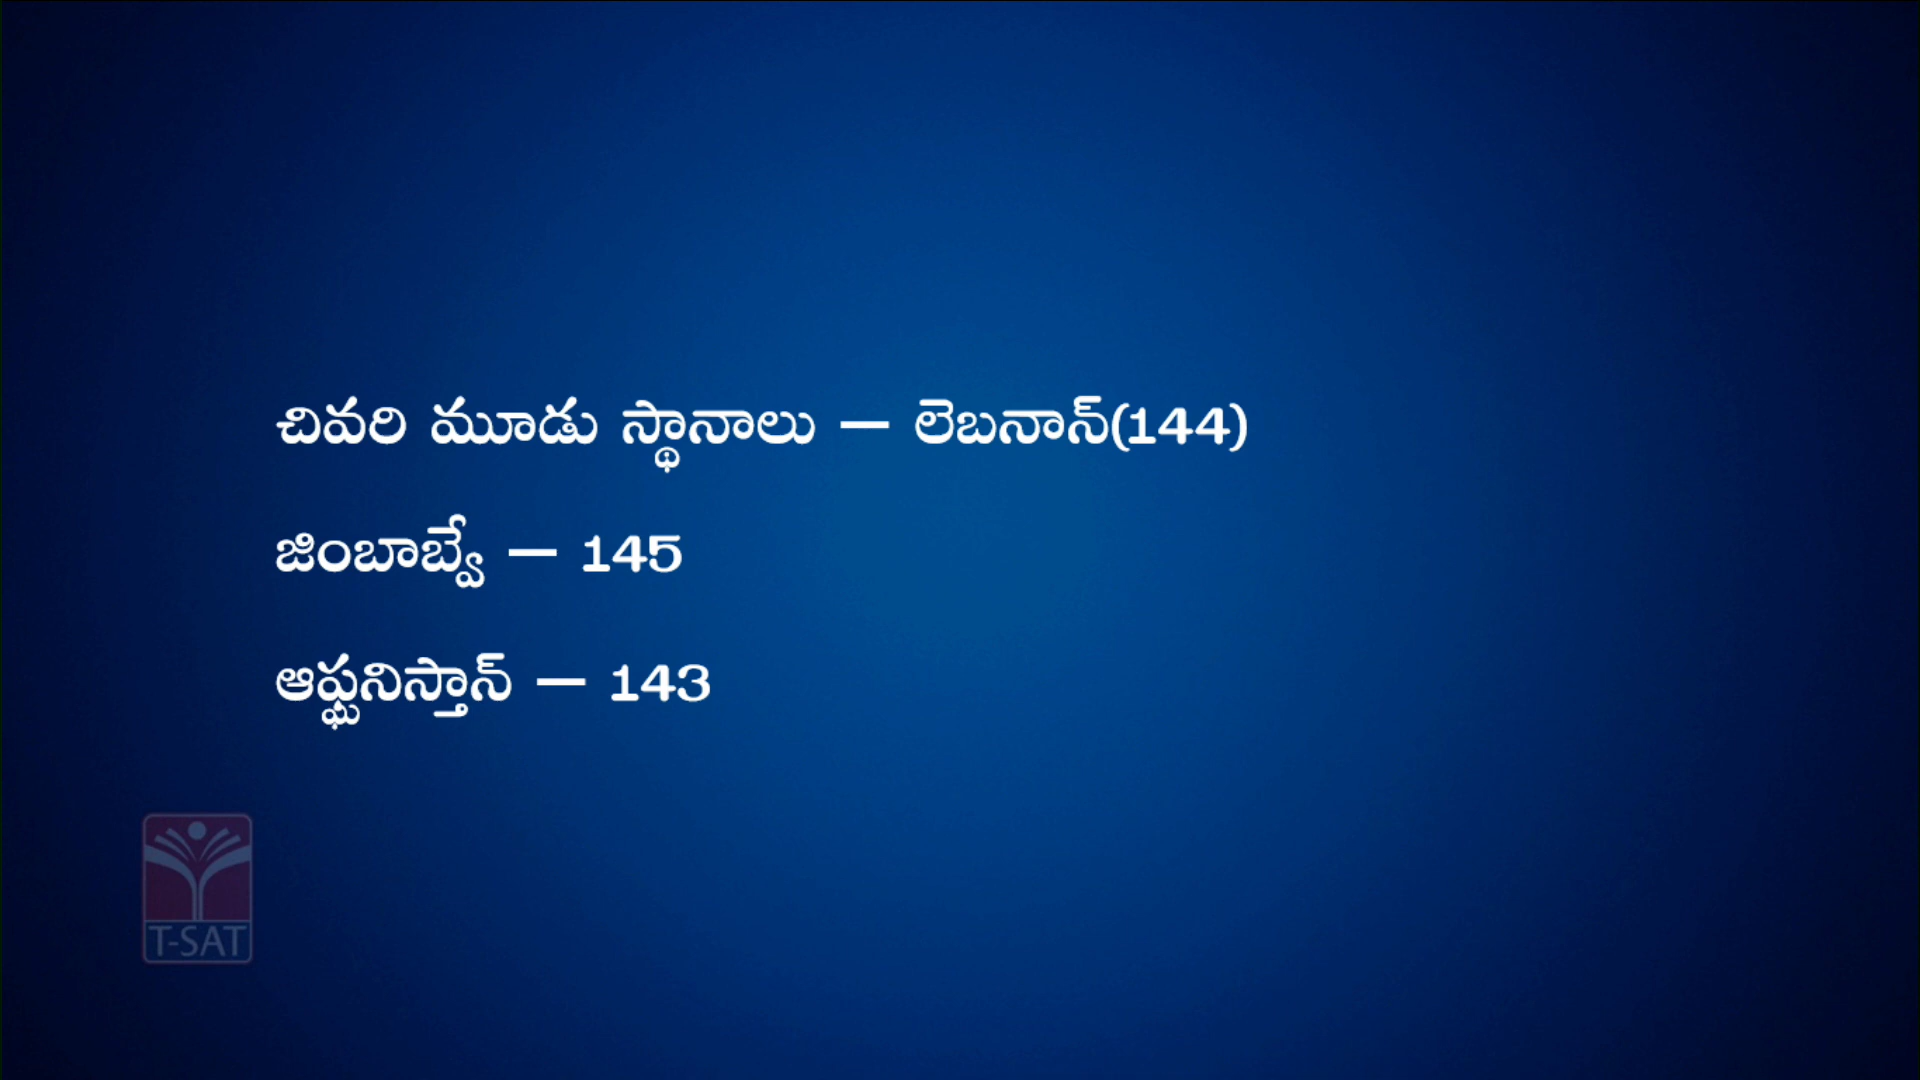 చివరి మూడు స్థానాలు – లెబనాన్(144)
జింబాబ్వే – 145
ఆఫ్ఘనిస్తాన్ – 143
T-SAT